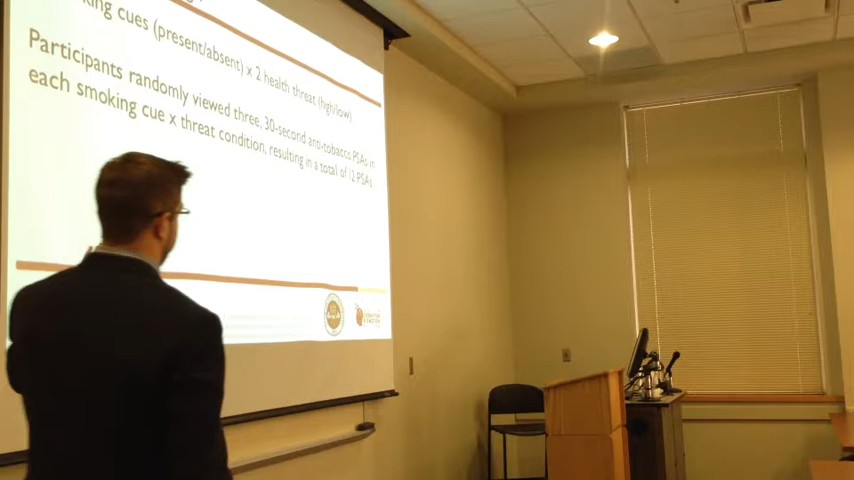 king cues (present/absent) x 2 health threat (high/low)
Participants randomly viewed three, 30-second anti-tobacco PSAs in
each smoking cue x threat condition, resulting in a total of 12 PSAs